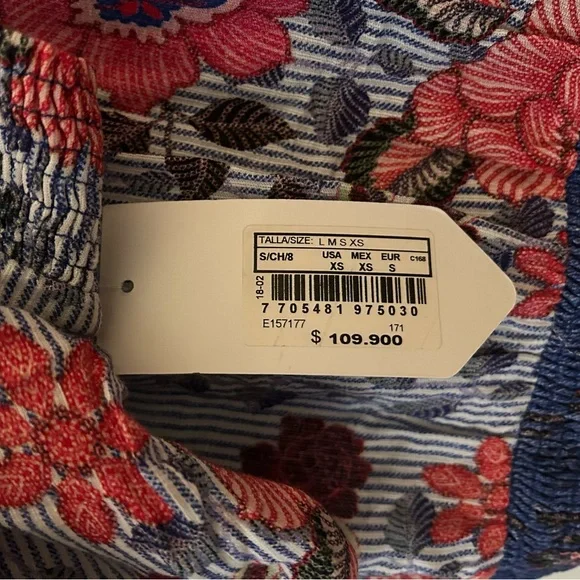 TALLA/SIZE: L M S XS
S/CH/8 USA MEX EUR C168
XS XS S
18-02
7 705481 975030
E157177 171
$ 109.900